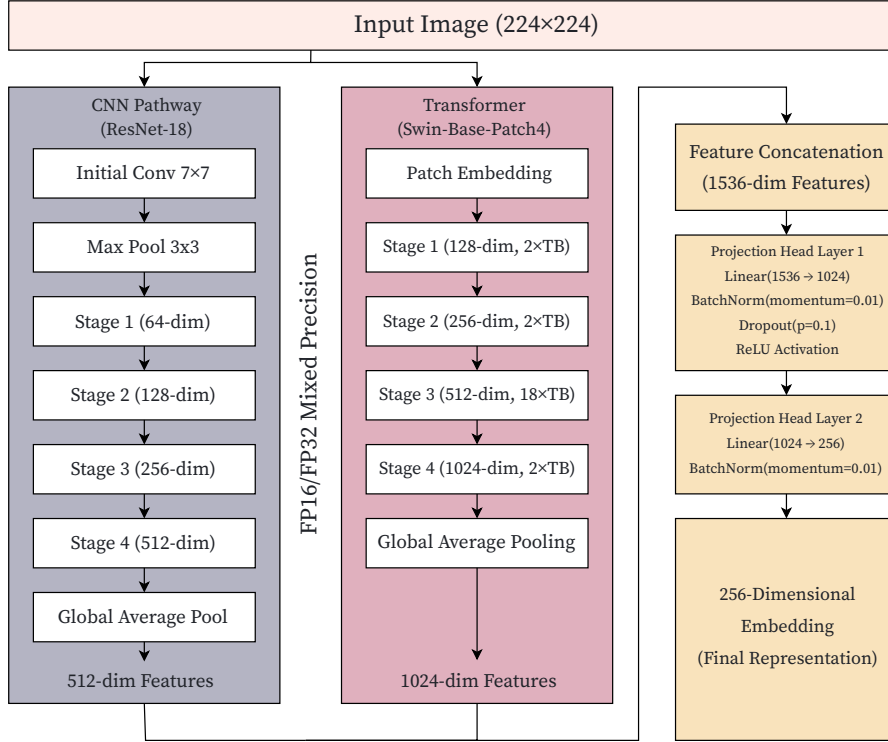 Input Image (224×224)
CNN Pathway
(ResNet-18)
Initial Conv 7×7
Max Pool 3x3
Stage 1 (64-dim)
Stage 2 (128-dim)
Stage 3 (256-dim)
Stage 4 (512-dim)
Global Average Pool
512-dim Features
FP16/FP32 Mixed Precision
Transformer
(Swin-Base-Patch4)
Patch Embedding
Stage 1 (128-dim, 2×TB)
Stage 2 (256-dim, 2×TB)
Stage 3 (512-dim, 18×TB)
Stage 4 (1024-dim, 2×TB)
Global Average Pooling
1024-dim Features
Feature Concatenation
(1536-dim Features)
Projection Head Layer 1
Linear(1536 → 1024)
BatchNorm(momentum=0.01)
Dropout(p=0.1)
ReLU Activation
Projection Head Layer 2
Linear(1024 → 256)
BatchNorm(momentum=0.01)
256-Dimensional
Embedding
(Final Representation)